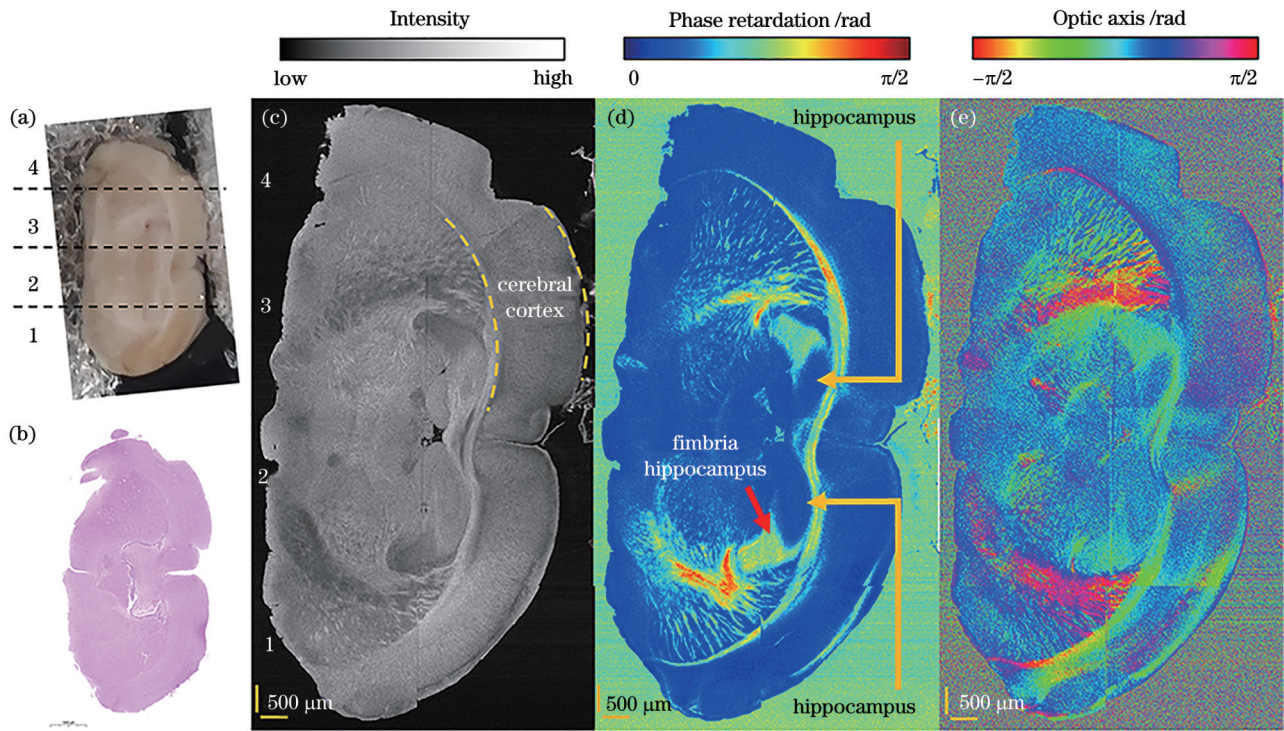 Intensity
low
high
Phase retardation /rad
0
π/2
Optic axis /rad
−π/2
π/2
(a)
4
3
2
1
(b)
(c)
4
3
2
1
cerebral
cortex
500 μm
(d)
hippocampus
fimbria
hippocampus
hippocampus
500 μm
(e)
500 μm